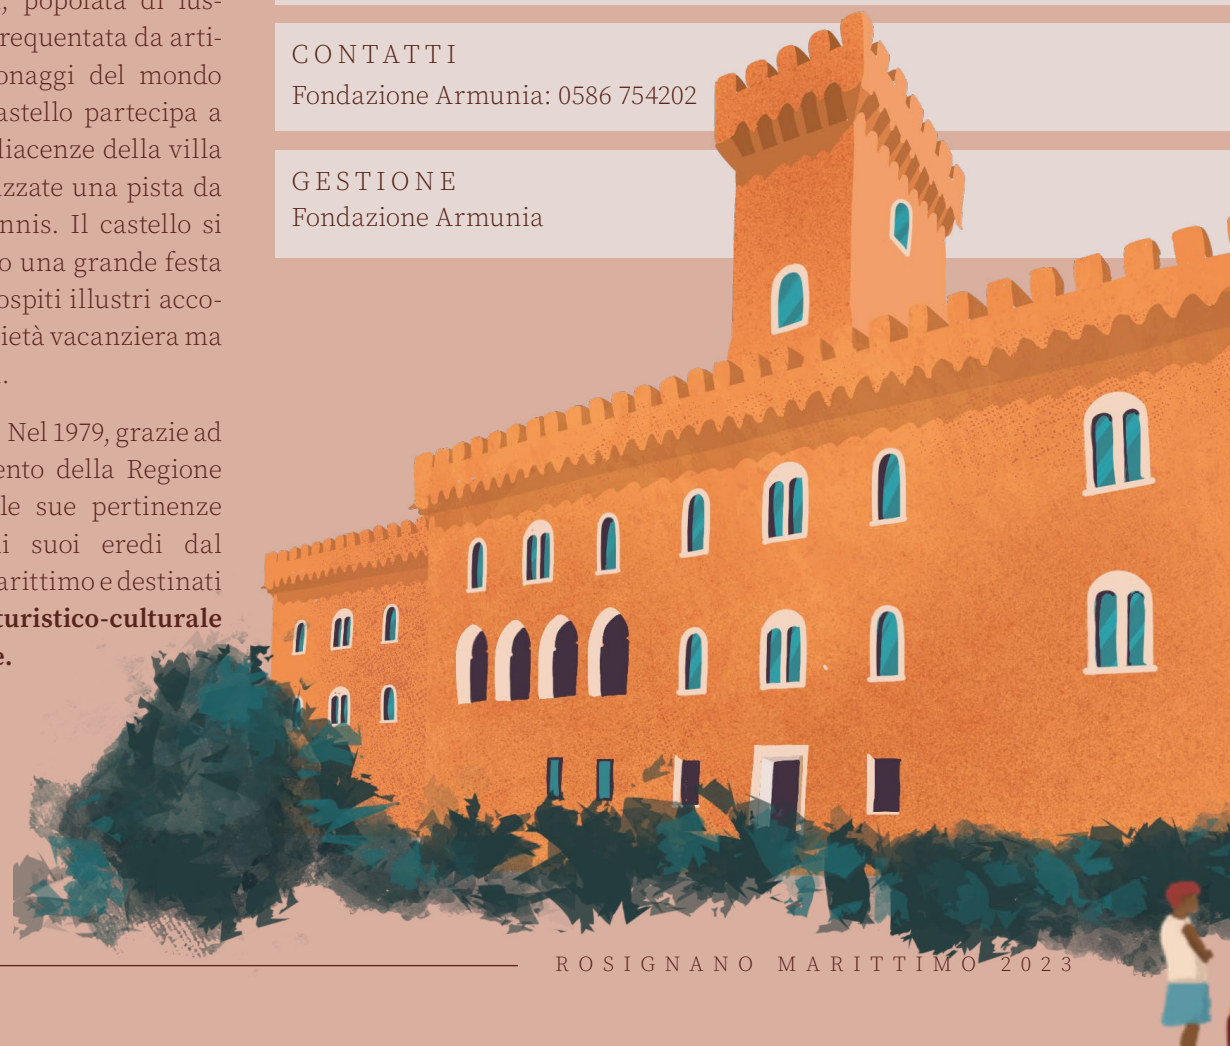 popolata di lus-
requentata da arti-
onaggi del mondo
astello partecipa a
liacenze della villa
izzate una pista da
nnis. Il castello si
o una grande festa
ospiti illustri acco-
ietà vacanziera ma
Nel 1979, grazie ad
ento della Regione
le sue pertinenze
i suoi eredi dal
arittimo e destinati
turistico-culturale
e.
CONTATTI
Fondazione Armunia: 0586 754202
GESTIONE
Fondazione Armunia
ROSIGNANO MARITTIMO 2023